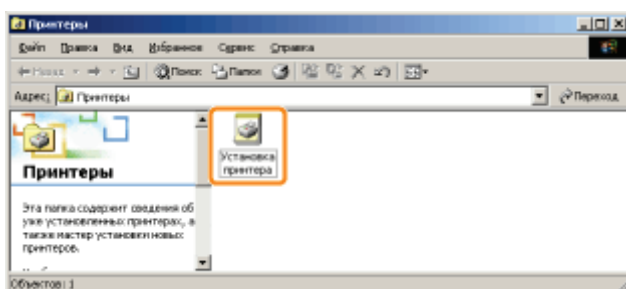 Принтеры
Файл Правка Вид Избранное Сервис Справка
Назад Поиск Папки
Адрес: Принтеры Переход
Установка
принтера
Принтеры
Эта папка содержит сведения об
уже установленных принтерах, а
также мастер установки новых
принтеров.
Объектов: 1